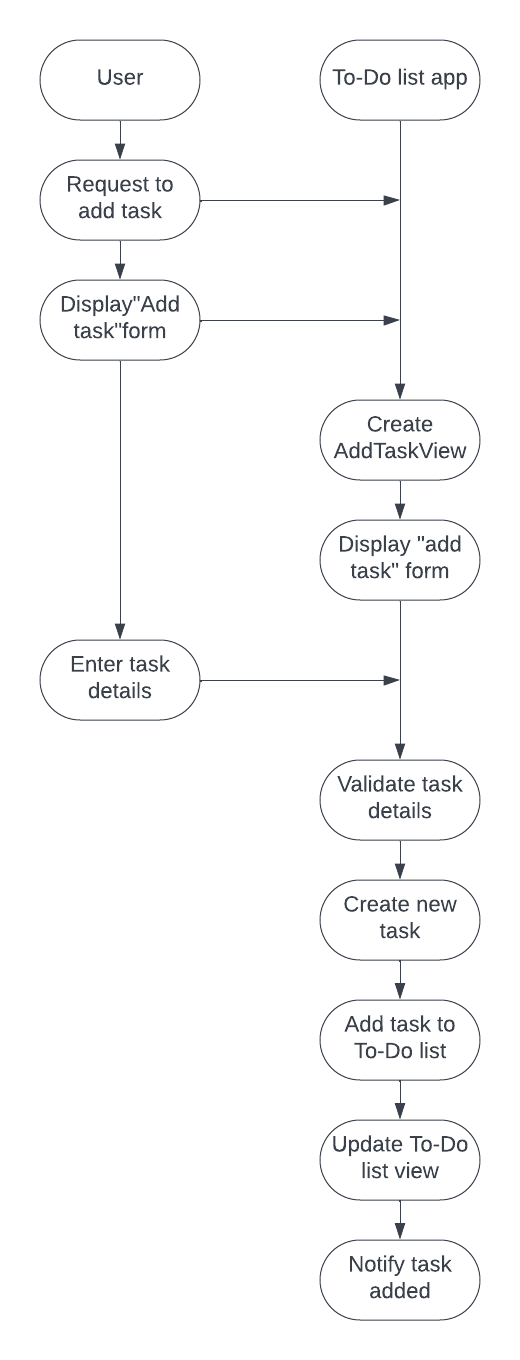 User
To-Do list app
Request to
add task
Display"Add
task"form
Create
AddTaskView
Display "add
task" form
Enter task
details
Validate task
details
Create new
task
Add task to
To-Do list
Update To-Do
list view
Notify task
added